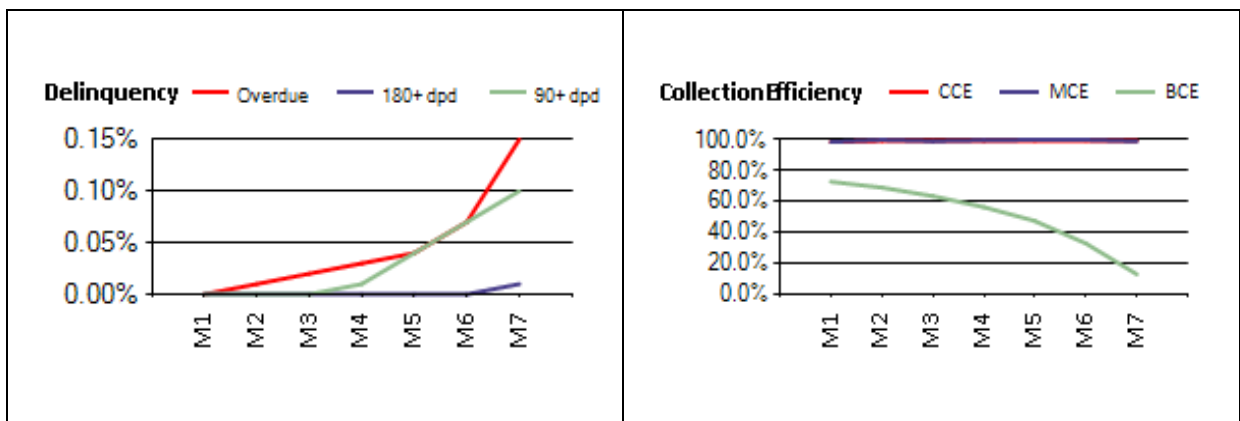 Delinquency Overdue 180+ dpd 90+ dpd
0.15%
0.10%
0.05%
0.00%
M1 M2 M3 M4 M5 M6 M7
Collection Efficiency CCE MCE BCE
100.0%
80.0%
60.0%
40.0%
20.0%
0.0%
M1 M2 M3 M4 M5 M6 M7